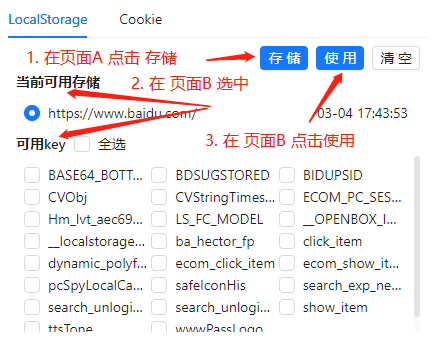 LocalStorage Cookie
1. 在页面A 点击 存储
存 储 使 用 清 空
当前可用存储 2. 在 页面B 选中
https://www.baidu.com/ 03-04 17:43:53
可用key 全选 3. 在 页面B 点击使用
BASE64_BOTT... BDSUGSTORED BIDUPSID
CVObj CVStringTimes... ECOM_PC_SES...
Hm_lvt_aec69... LS_FC_MODEL __OPENBOX_I...
__localstorage... ba_hector_fp click_item
dynamic_polyf... ecom_click_item ecom_show_it...
pcSpyLocalCa... safeIconHis search_exp_ne...
search_unlogi... search_unlogi... show_item
ttsTone wwwPassLogo